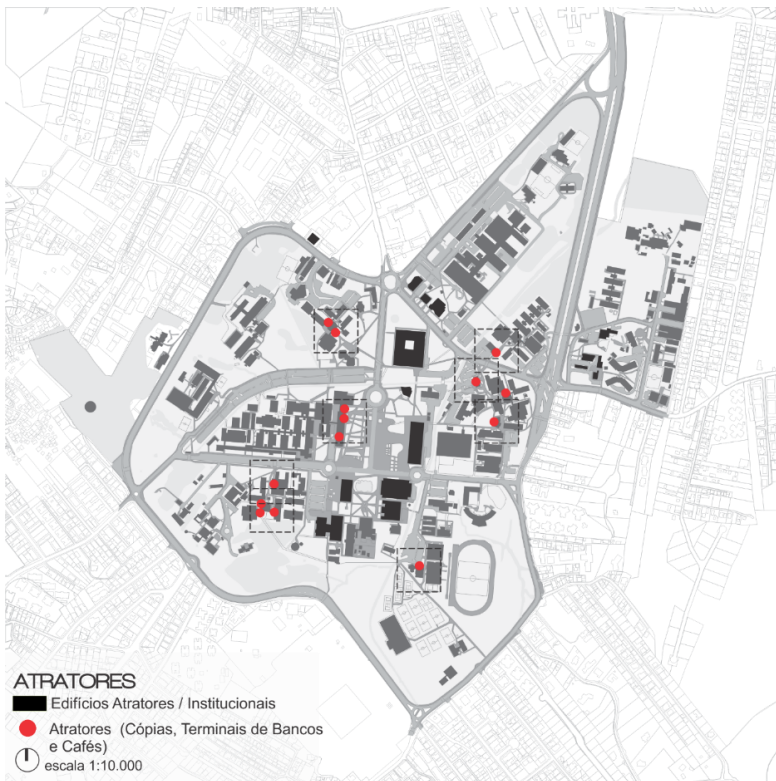 ATRATORES
Edifícios Atratores / Institucionais
Atratores (Cópias, Terminais de Bancos
e Cafés)
escala 1:10.000